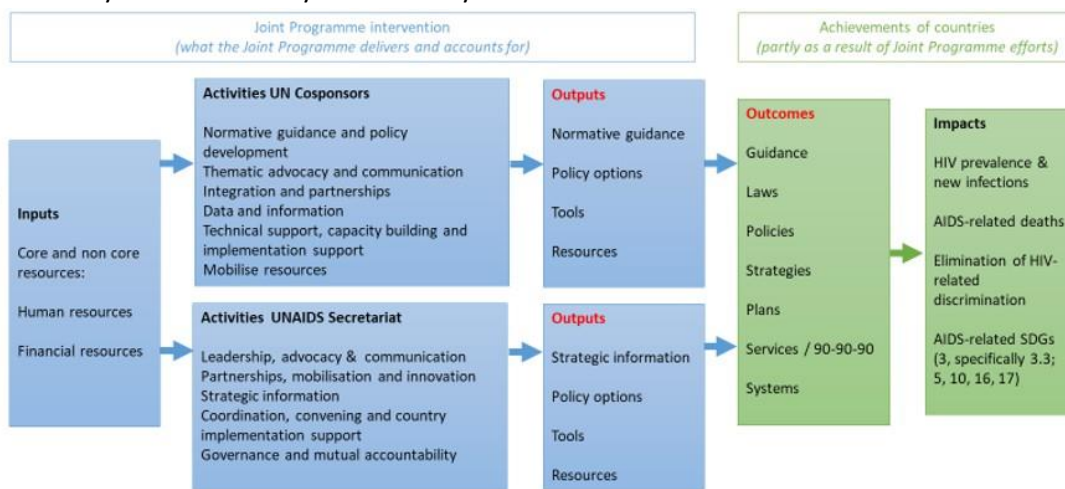 Joint Programme intervention
(what the Joint Programme delivers and accounts for)
Achievements of countries
(partly as a result of Joint Programme efforts)
Inputs
Core and non core
resources:
Human resources
Financial resources
Activities UN Cosponsors
Normative guidance and policy
development
Thematic advocacy and communication
Integration and partnerships
Data and information
Technical support, capacity building and
implementation support
Mobilise resources
Activities UNAIDS Secretariat
Leadership, advocacy & communication
Partnerships, mobilisation and innovation
Strategic information
Coordination, convening and country
implementation support
Governance and mutual accountability
Outputs
Normative guidance
Policy options
Tools
Resources
Outputs
Strategic information
Policy options
Tools
Resources
Outcomes
Guidance
Laws
Policies
Strategies
Plans
Services / 90-90-90
Systems
Impacts
HIV prevalence &
new infections
AIDS-related deaths
Elimination of HIV-
related
discrimination
AIDS-related SDGs
(3, specifically 3.3;
5, 10, 16, 17)